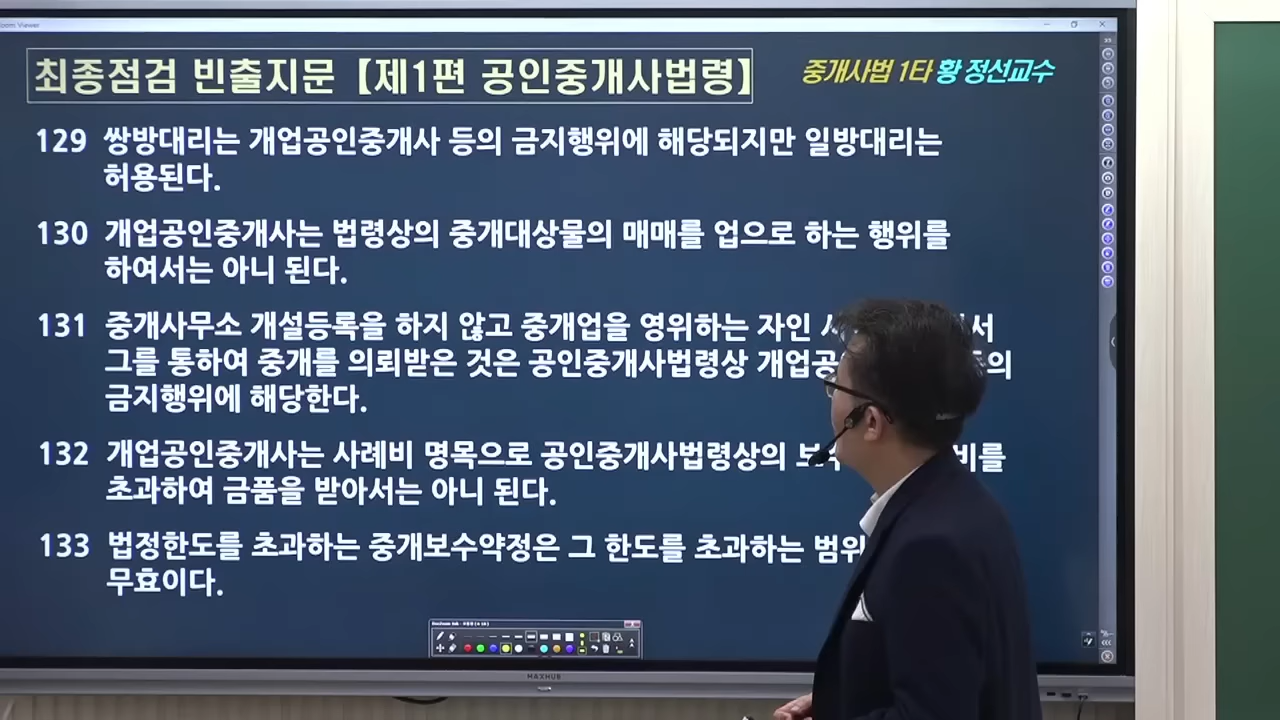 최종점검 빈출지문 【제1편 공인중개사법령】
중개사법 1타 황 정선교수
129 쌍방대리는 개업공인중개사 등의 금지행위에 해당되지만 일방대리는
허용된다.
130 개업공인중개사는 법령상의 중개대상물의 매매를 업으로 하는 행위를
하여서는 아니 된다.
131 중개사무소 개설등록을 하지 않고 중개업을 영위하는 자인
그를 통하여 중개를 의뢰받은 것은 공인중개사법령상 개업공
금지행위에 해당한다.
132 개업공인중개사는 사례비 명목으로 공인중개사법령상의 비를
초과하여 금품을 받아서는 아니 된다.
133 법정한도를 초과하는 중개보수약정은 그 한도를 초과하는 범위
무효이다.
MAXHUB